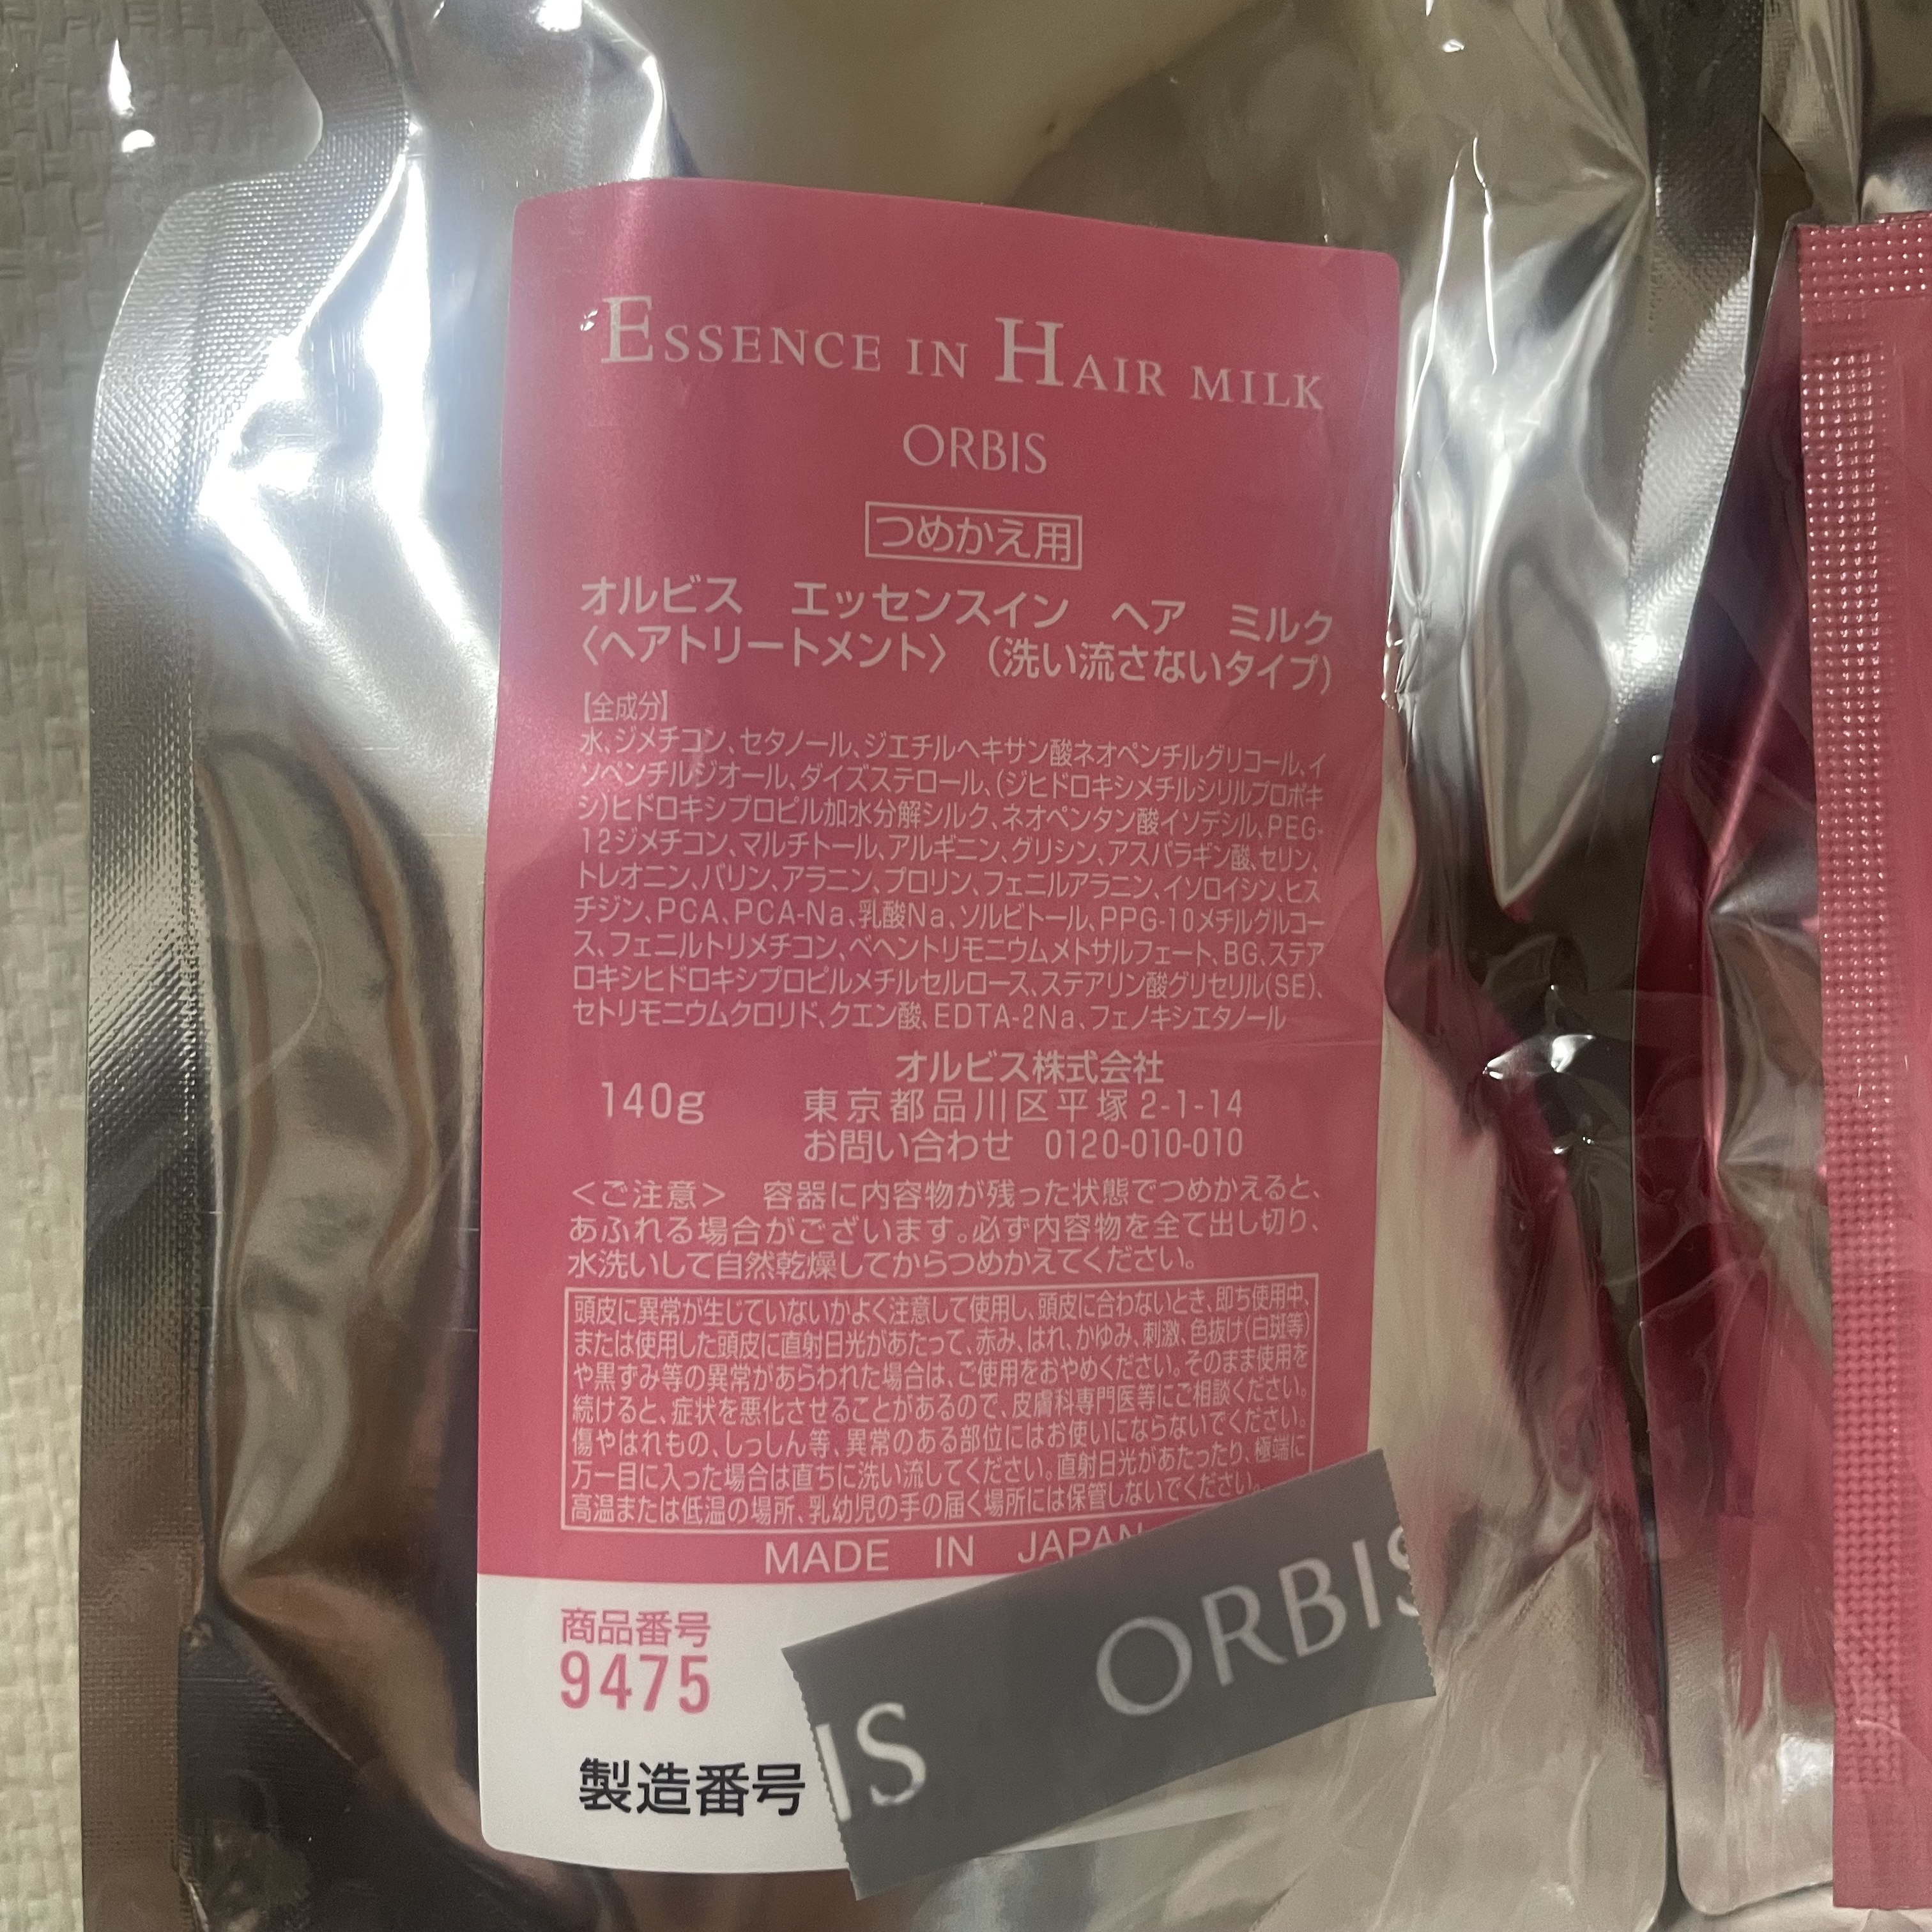 ESSENCE IN HAIR MILK
ORBIS
つめかえ用
オルビス　エッセンスイン　ヘア　ミルク
〈ヘアトリートメント〉（洗い流さないタイプ）
【全成分】
水、ジメチコン、セタノール、ジエチルヘキサン酸ネオペンチルグリコール、イ
ソペンチルジオール、ダイズステロール、(ジヒドロキシメチルシリルプロポキ
シ)ヒドロキシプロピル加水分解シルク、ネオペンタン酸イソデシル、PEG-
12ジメチコン、マルチトール、アルギニン、グリシン、アスパラギン酸、セリン、
トレオニン、バリン、アラニン、プロリン、フェニルアラニン、イソロイシン、ヒス
チジン、PCA、PCA-Na、乳酸Na、ソルビトール、PPG-10メチルグルコー
ス、フェニルトリメチコン、ベヘントリモニウムメトサルフェート、BG、ステア
ロキシヒドロキシプロピルメチルセルロース、ステアリン酸グリセリル(SE)、
セトリモニウムクロリド、クエン酸、EDTA-2Na、フェノキシエタノール
オルビス株式会社
140g　東京都品川区平塚2-1-14
お問い合わせ　0120-010-010
＜ご注意＞　容器に内容物が残った状態でつめかえると、
あふれる場合がございます。必ず内容物を全て出し切り、
水洗いして自然乾燥してからつめかえてください。
頭皮に異常が生じていないかよく注意して使用し、頭皮に合わないとき、即ち使用中、
または使用した頭皮に直射日光があたって、赤み、はれ、かゆみ、刺激、色抜け(白斑等)
や黒ずみ等の異常があらわれた場合は、ご使用をおやめください。そのまま使用を
続けると、症状を悪化させることがあるので、皮膚科専門医等にご相談ください。
傷やはれもの、しっしん等、異常のある部位にはお使いにならないでください。
万一目に入った場合は直ちに洗い流してください。直射日光があたったり、極端に
高温または低温の場所、乳幼児の手の届く場所には保管しないでください。
MADE IN JAPAN
商品番号
9475
製造番号
IS ORBIS